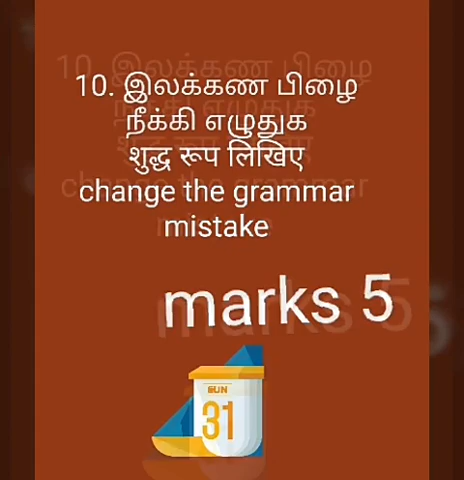 10. இலக்கண பிழை
நீக்கி எழுதுக
शुद्ध रूप लिखिए
change the grammar
mistake
marks 5
SUN
31